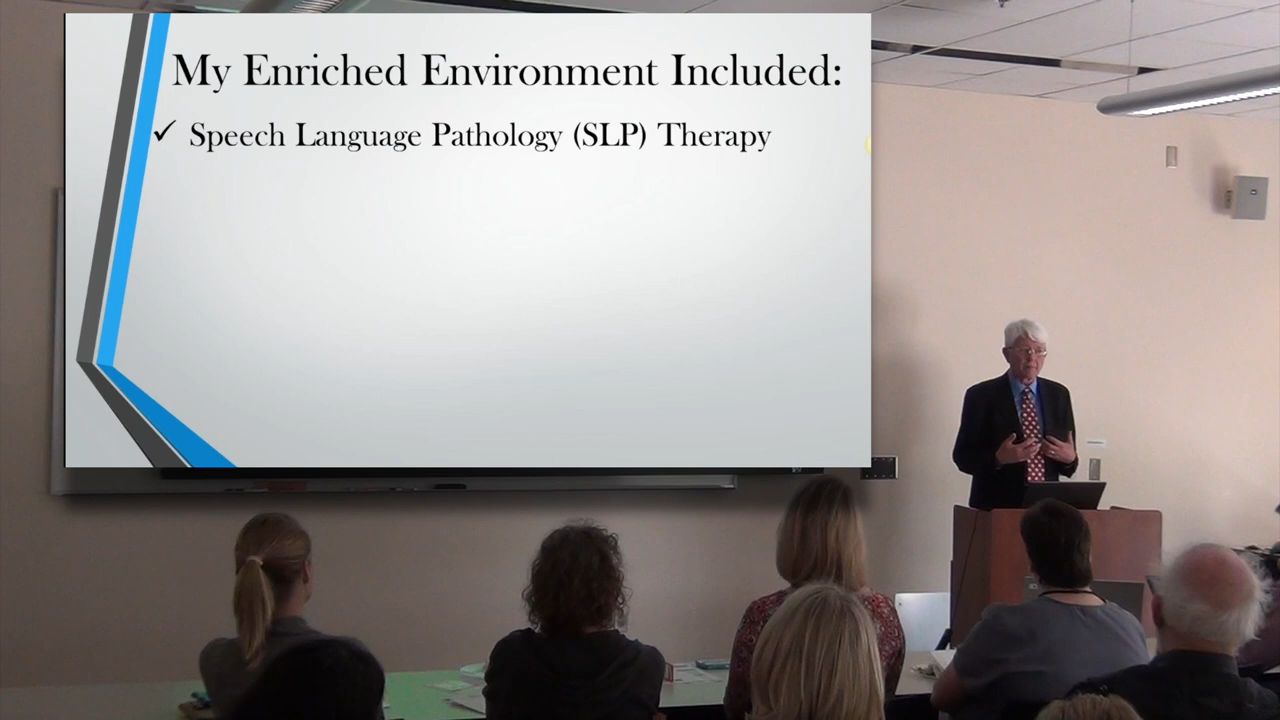 My Enriched Environment Included:
✓ Speech Language Pathology (SLP) Therapy